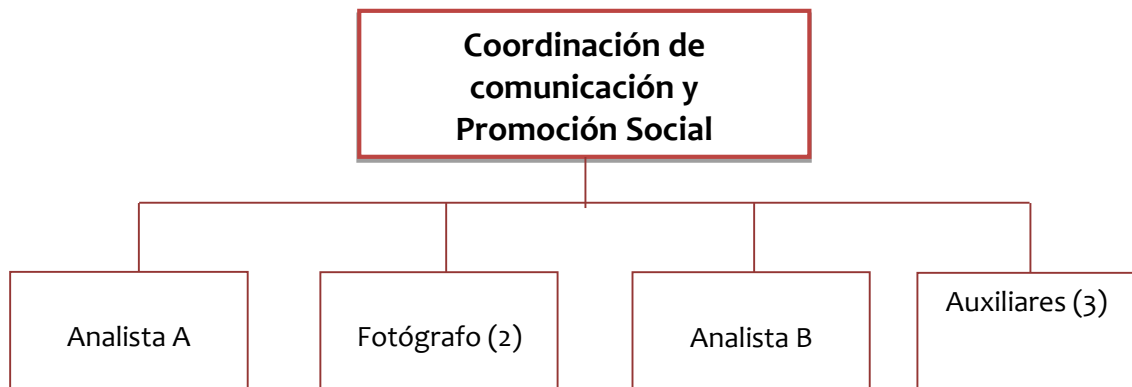 Coordinación de
comunicación y
Promoción Social
Analista A
Fotógrafo (2)
Analista B
Auxiliares (3)